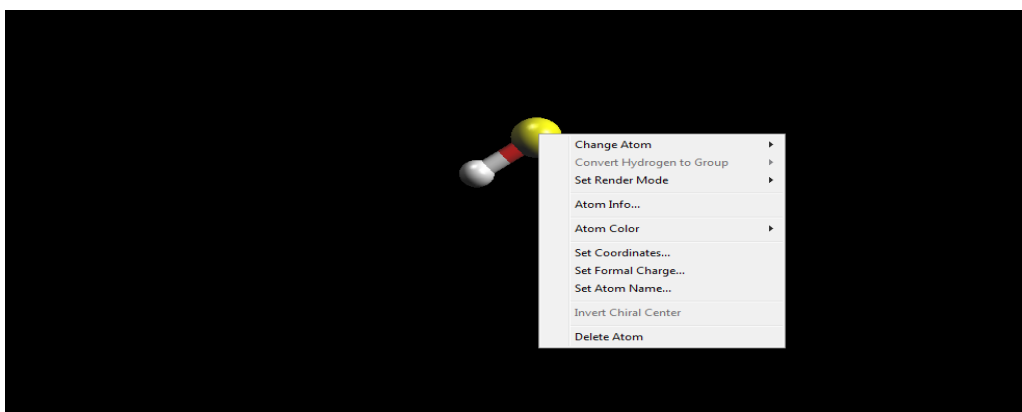 Change Atom
Convert Hydrogen to Group
Set Render Mode
Atom Info...
Atom Color
Set Coordinates...
Set Formal Charge...
Set Atom Name...
Invert Chiral Center
Delete Atom